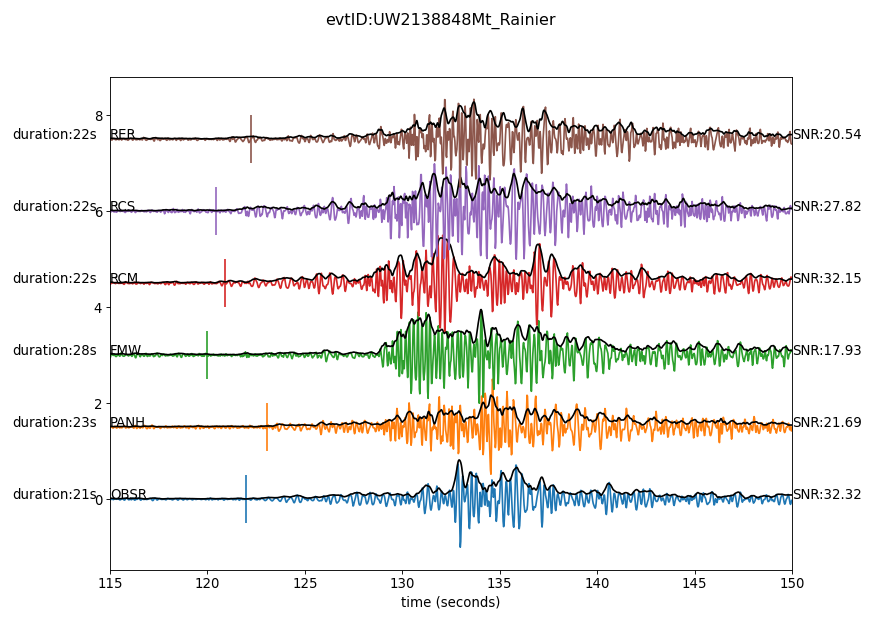 evtID:UW2138848Mt_Rainier
8
duration:22s RER SNR:20.54
duration:22s RCS SNR:27.82
6
duration:22s RCM SNR:32.15
4
duration:28s FMW SNR:17.93
2
duration:23s PANH SNR:21.69
duration:21s OBSR SNR:32.32
0
115 120 125 130 135 140 145 150
time (seconds)